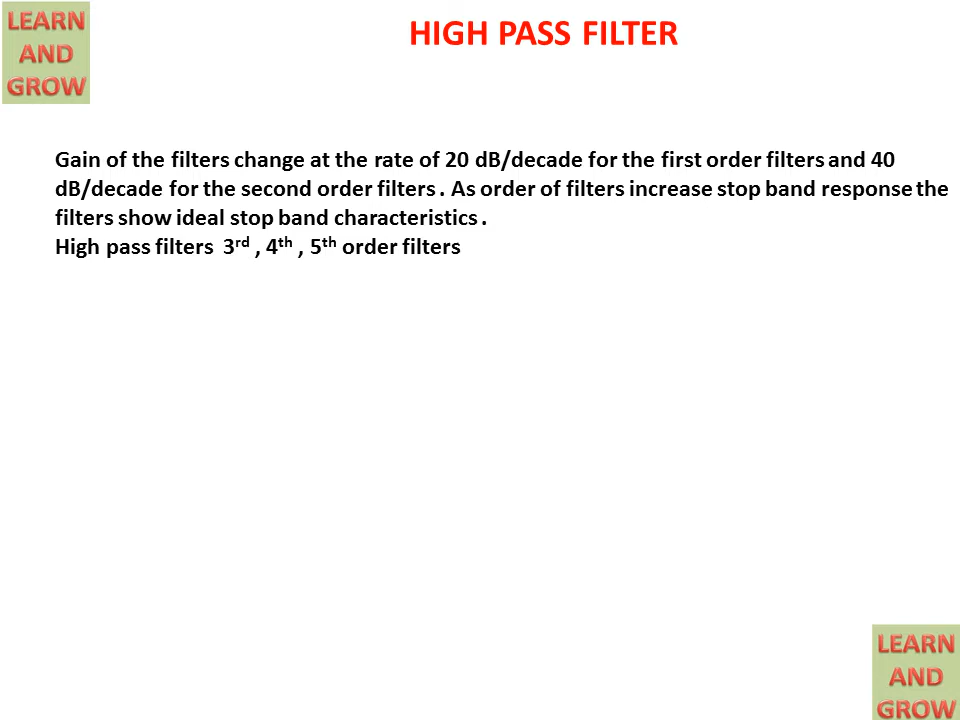 LEARN
AND
GROW
HIGH PASS FILTER
Gain of the filters change at the rate of 20 dB/decade for the first order filters and 40
dB/decade for the second order filters . As order of filters increase stop band response the
filters show ideal stop band characteristics .
High pass filters 3rd , 4th , 5th order filters
LEARN
AND
GROW